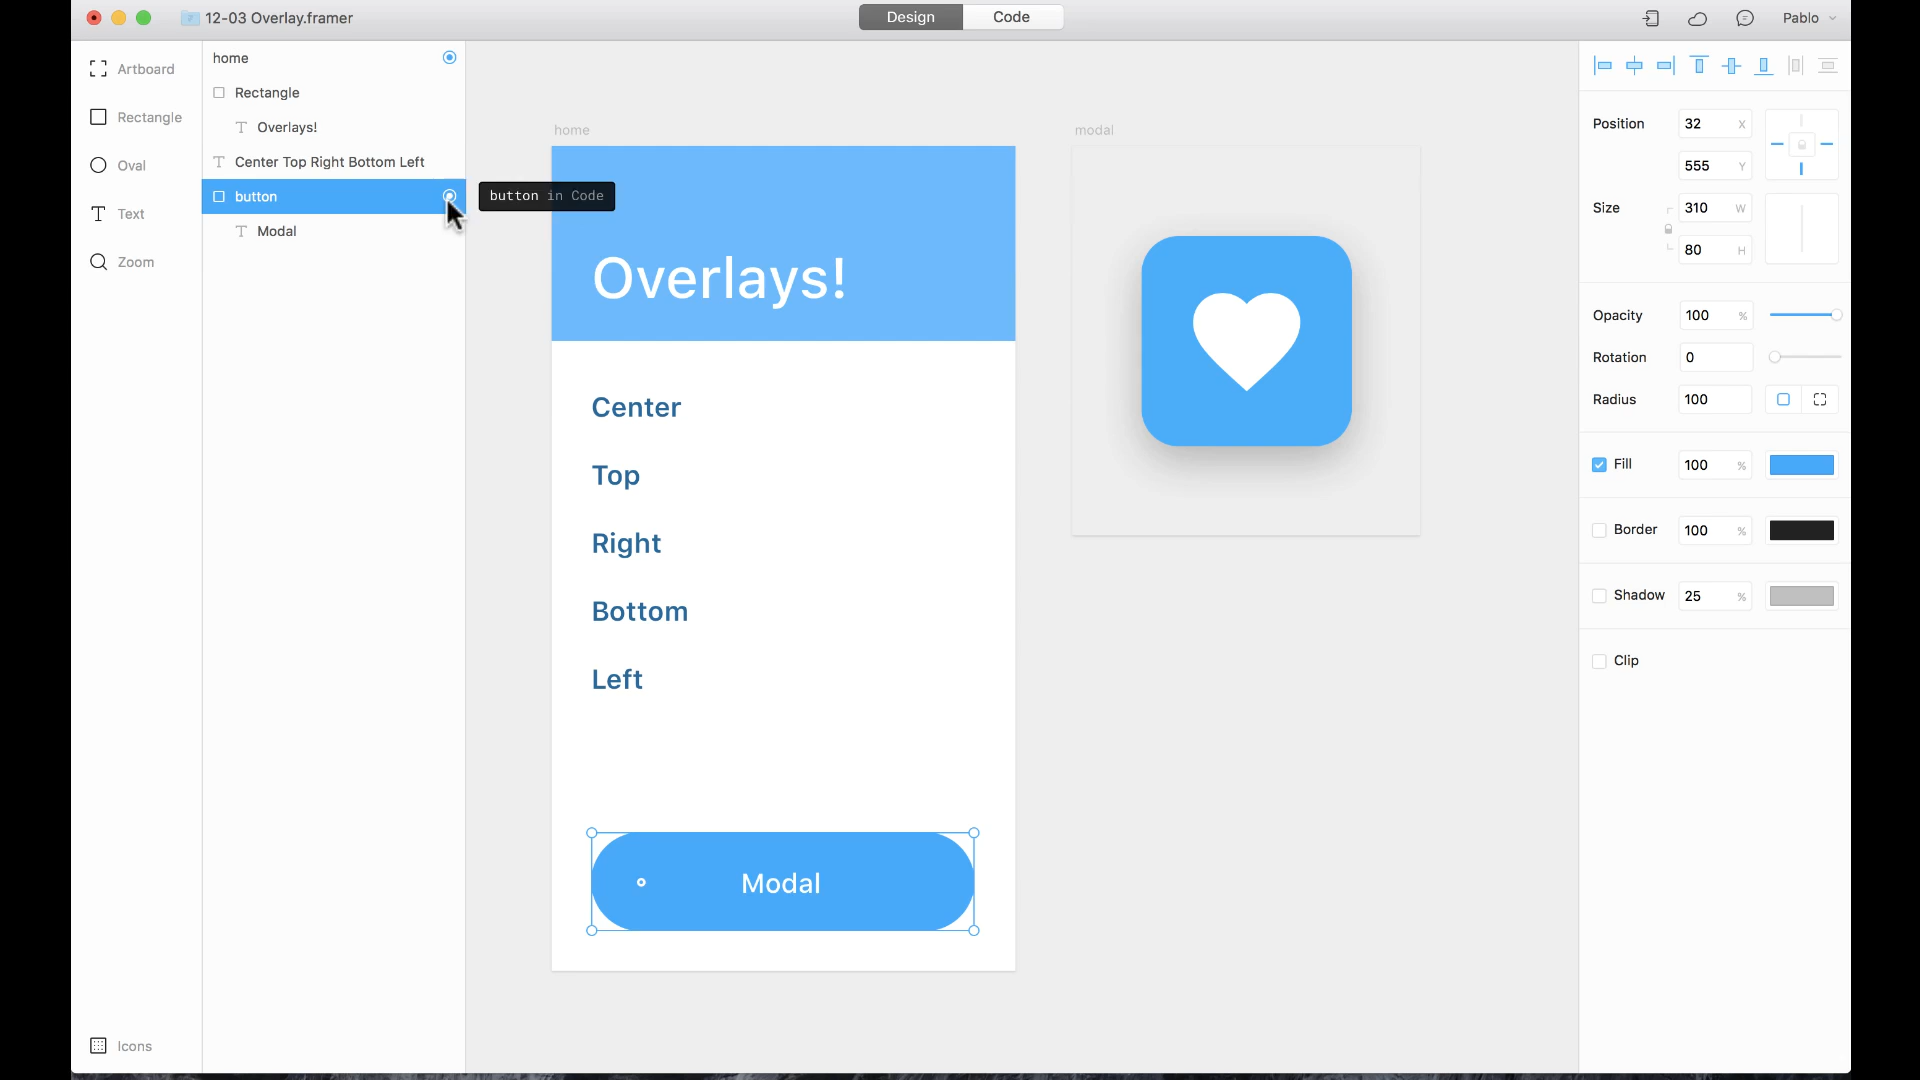 12-03 Overlay.framer
Design
Code
Pablo
Artboard
Rectangle
Oval
Text
Zoom
Icons
home
Rectangle
T Overlays!
T Center Top Right Bottom Left
button
T Modal
button in Code
home
Overlays!
Center
Top
Right
Bottom
Left
Modal
modal
Position 32 X
555 Y
Size 310 W
80 H
Opacity 100 %
Rotation 0
Radius 100
Fill 100 %
Border 100 %
Shadow 25 %
Clip